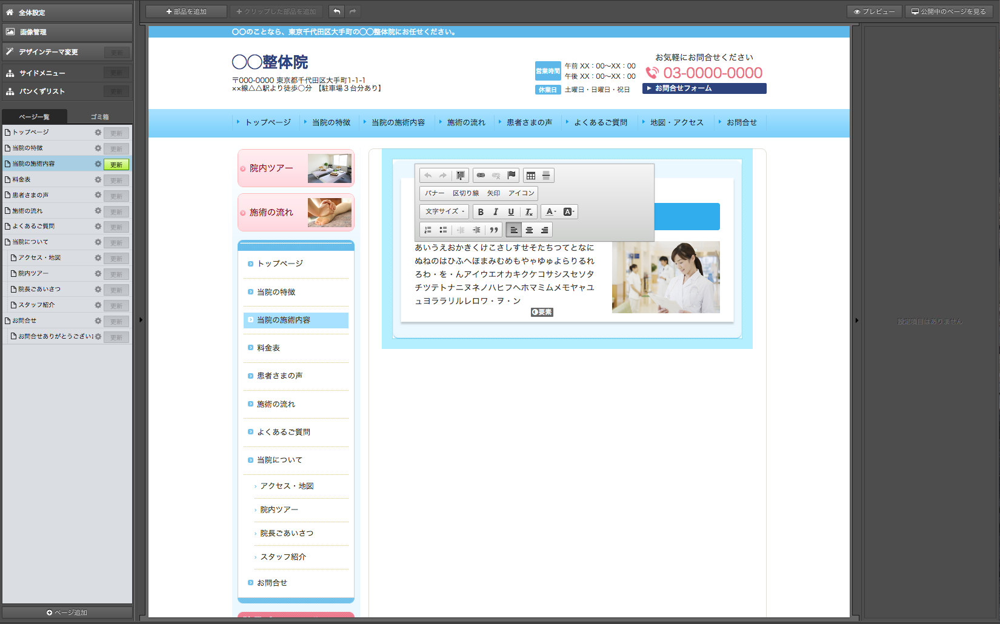 全体設定
画像管理
デザインテーマ変更 更新
サイドメニュー 更新
パンくずリスト 更新
ページ一覧 ゴミ箱
トップページ 更新
当院の特徴 更新
当院の施術内容 更新
料金表 更新
患者さまの声 更新
施術の流れ 更新
よくあるご質問 更新
当院について 更新
アクセス・地図 更新
院内ツアー 更新
院長ごあいさつ 更新
スタッフ紹介 更新
お問合せ 更新
お問合せありがとうござい 更新
ページ追加
部品を追加 クリップした部品を追加 プレビュー 公開中のページを見る
〇〇のことなら、東京千代田区大手町の◯◯整体院にお任せください。
◯◯整体院
〒000-0000 東京都千代田区大手町1-1-1
××線△△駅より徒歩◯分 【駐車場３台分あり】
営業時間 午前 XX：00〜XX：00
午後 XX：00〜XX：00
休業日 土曜日・日曜日・祝日
お気軽にお問合せください
03-0000-0000
お問合せフォーム
トップページ 当院の特徴 当院の施術内容 施術の流れ 患者さまの声 よくあるご質問 地図・アクセス お問合せ
院内ツアー
施術の流れ
トップページ
当院の特徴
当院の施術内容
料金表
患者さまの声
施術の流れ
よくあるご質問
当院について
アクセス・地図
院内ツアー
院長ごあいさつ
スタッフ紹介
お問合せ
バナー 区切り線 矢印 アイコン
文字サイズ B I U Ix A A
あいうえおかきくけこさしすせそたちつてとなに
ぬねのはひふへほまみむめもやゃゆゅよらりるれ
ろわ・を・んアイウエオカキクケコサシスセソタ
チツテトナニヌネノハヒフヘホマミムメモヤャユ
ュヨララリルレロワ・ヲ・ン
要素
設定項目はありません